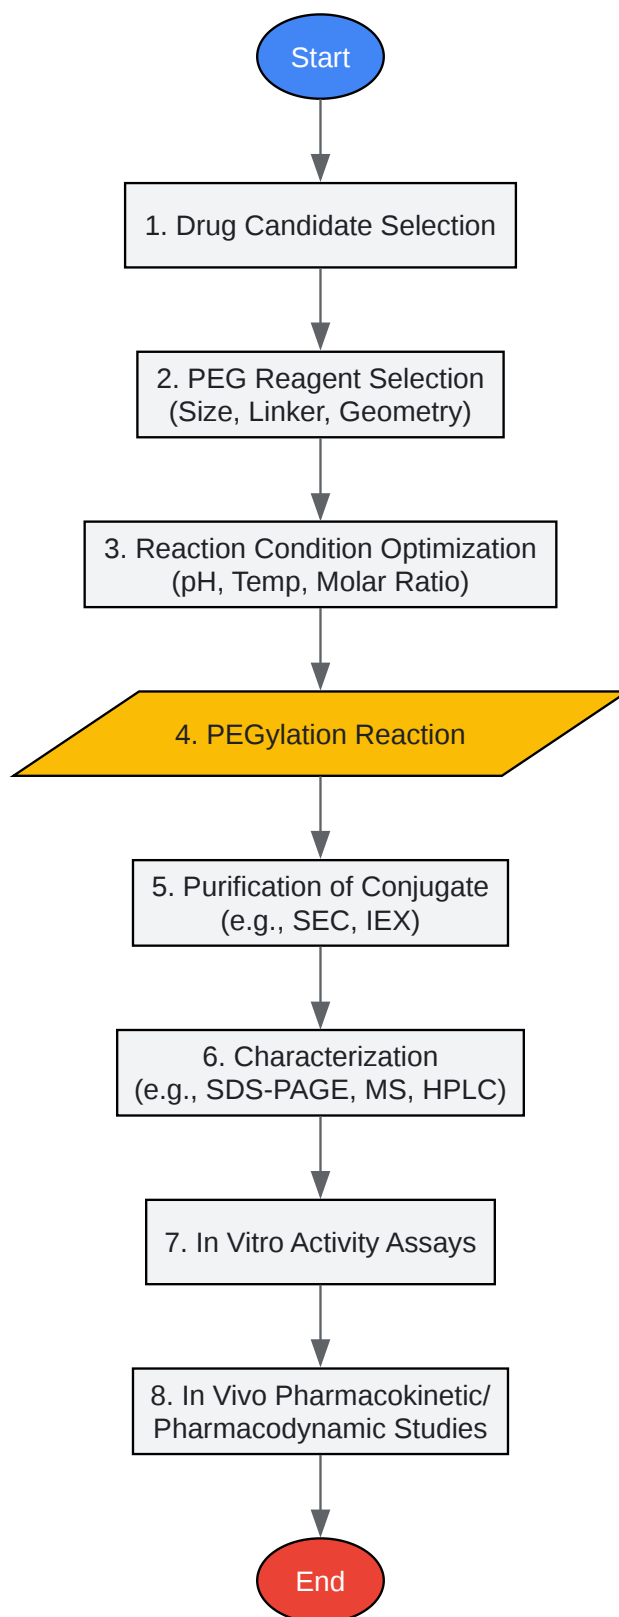 Start
1. Drug Candidate Selection
2. PEG Reagent Selection
(Size, Linker, Geometry)
3. Reaction Condition Optimization
(pH, Temp, Molar Ratio)
4. PEGylation Reaction
5. Purification of Conjugate
(e.g., SEC, IEX)
6. Characterization
(e.g., SDS-PAGE, MS, HPLC)
7. In Vitro Activity Assays
8. In Vivo Pharmacokinetic/
Pharmacodynamic Studies
End